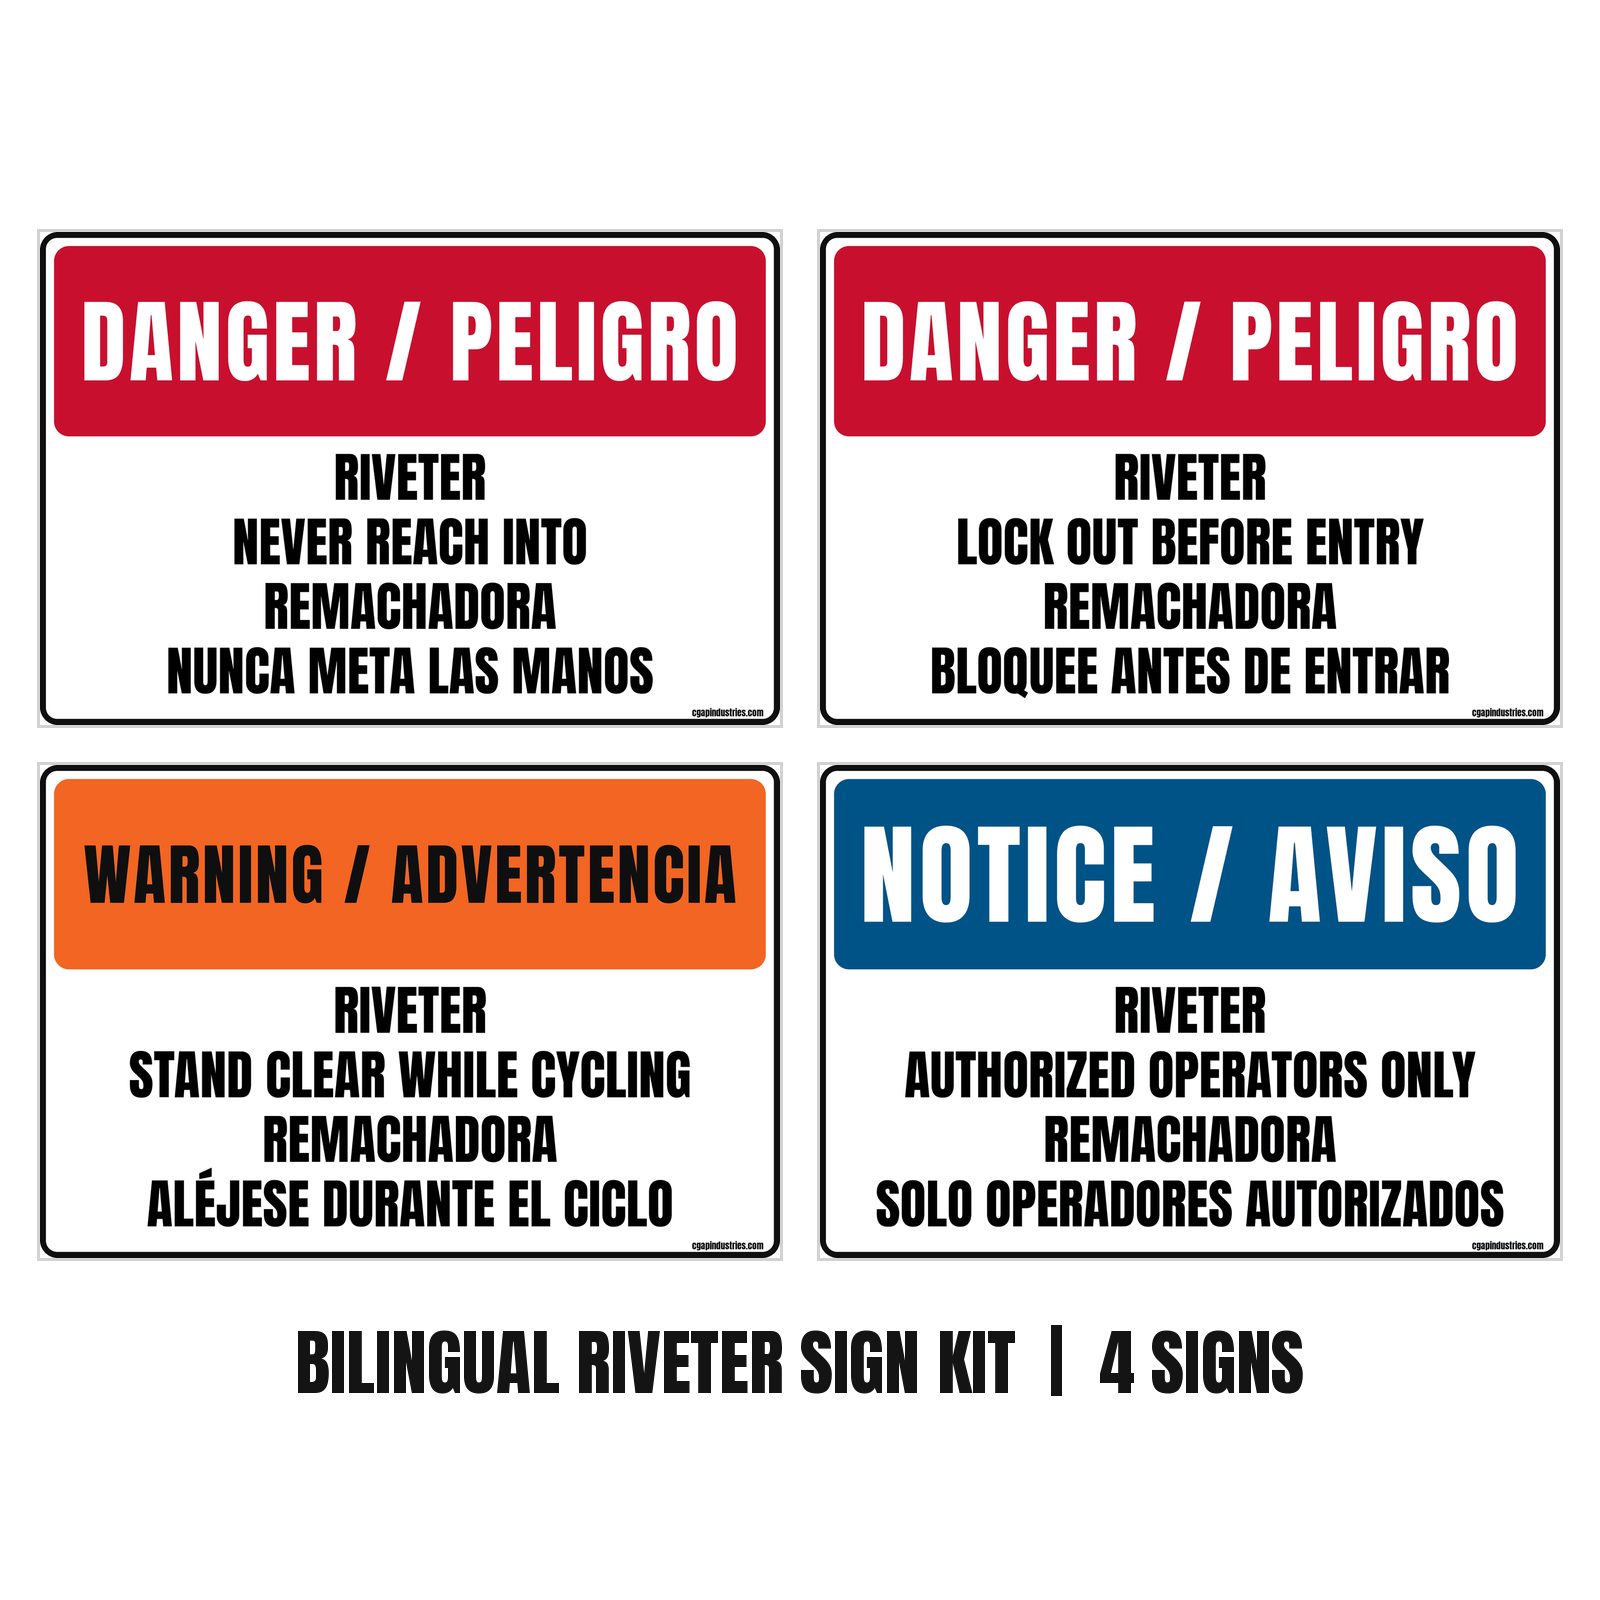 DANGER / PELIGRO
RIVETER
NEVER REACH INTO
REMACHADORA
NUNCA META LAS MANOS
cgapindustries.com
DANGER / PELIGRO
RIVETER
LOCK OUT BEFORE ENTRY
REMACHADORA
BLOQUEE ANTES DE ENTRAR
cgapindustries.com
WARNING / ADVERTENCIA
RIVETER
STAND CLEAR WHILE CYCLING
REMACHADORA
ALÉJESE DURANTE EL CICLO
cgapindustries.com
NOTICE / AVISO
RIVETER
AUTHORIZED OPERATORS ONLY
REMACHADORA
SOLO OPERADORES AUTORIZADOS
cgapindustries.com
BILINGUAL RIVETER SIGN KIT | 4 SIGNS